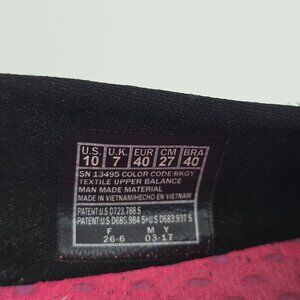 U.S. U.K. EUR CM BRA
10 7 40 27 40
SN 13495 COLOR CODE:BKGY
TEXTILE UPPER BALANCE
MAN MADE MATERIAL
MADE IN VIETNAM/HECHO EN VIETNAM
PATENT:U.S D723,788 S
PATENT:U.S D685,984 S+U.S D683,937 S
F M Y
26-6 03-17